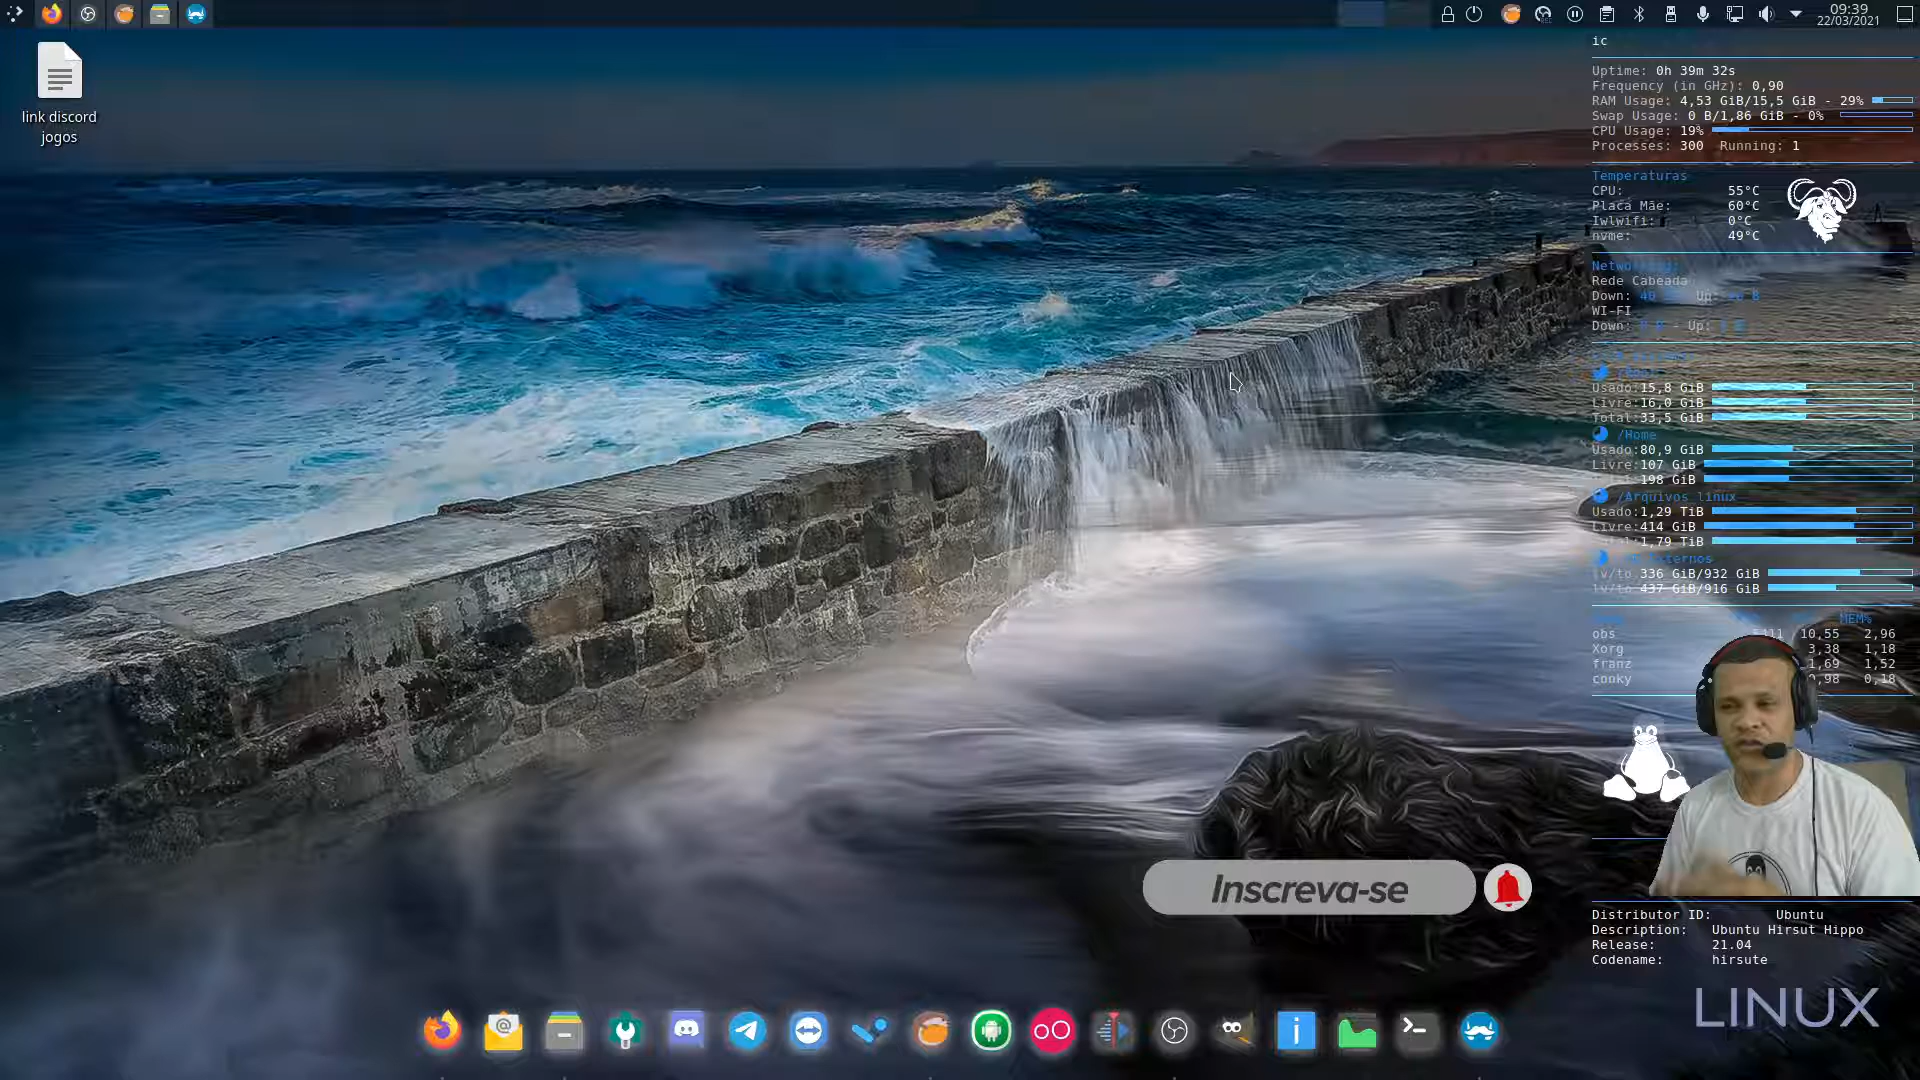 09:39
22/03/2021
link discord
jogos
ic
Uptime: 0h 39m 32s
Frequency (in GHz): 0,90
RAM Usage: 4,53 GiB/15,5 GiB - 29%
Swap Usage: 0 B/1,86 GiB - 0%
CPU Usage: 19%
Processes: 300 Running: 1
Temperaturas
CPU: 55°C
Placa Mãe: 60°C
Iwlwifi: 0°C
nvme: 49°C
Rede Cabeada
Down: Up:
WI-FI
Down: - Up:
Usado:15,8 GiB
Livre:16,0 GiB
Total:33,5 GiB
/Home
Usado:80,9 GiB
Livre:107 GiB
198 GiB
/Arquivos linux
Usado:1,29 TiB
Livre:414 GiB
1,79 TiB
336 GiB/932 GiB
437 GiB/916 GiB
MEM%
obs 10,55 2,96
Xorg 3,38 1,18
franz 1,69 1,52
conky 0,18
Inscreva-se
Distributor ID: Ubuntu
Description: Ubuntu Hirsut Hippo
Release: 21.04
Codename: hirsute
LINUX